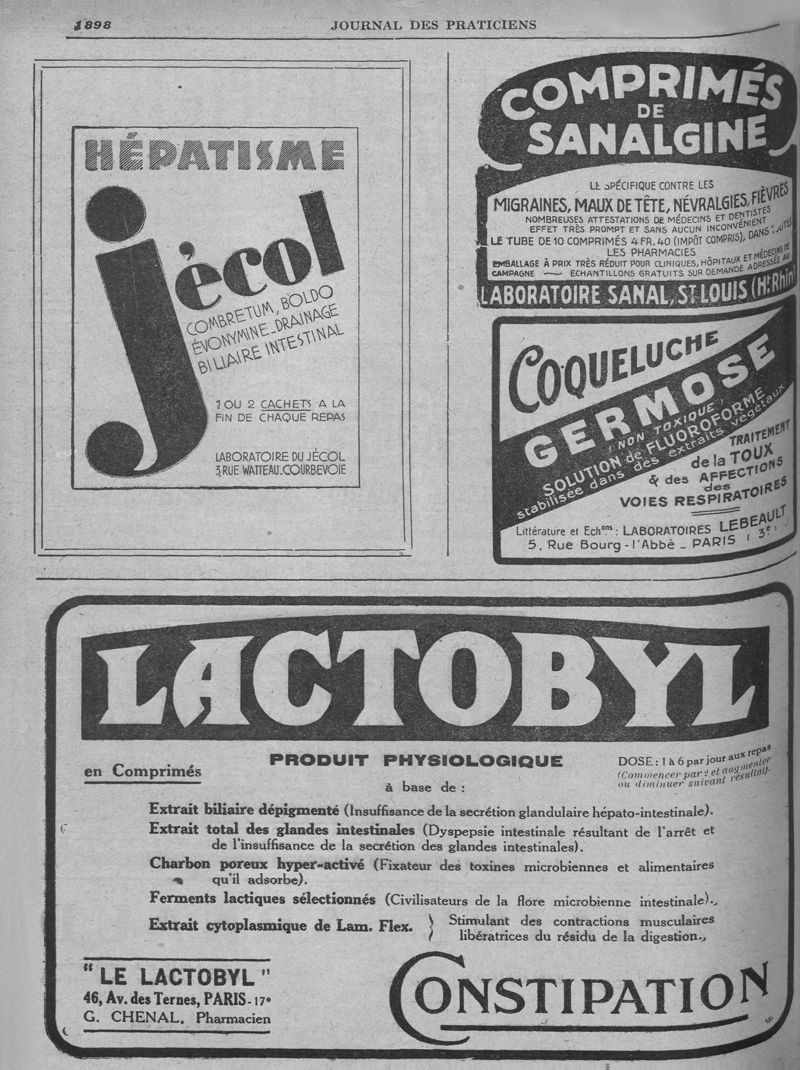 1898
JOURNAL DES PRATICIENS
HÉPATISME
jécol
COMBRETUM, BOLDO
ÉVONYMINE_DRAINAGE
BILIAIRE INTESTINAL
1 OU 2 CACHETS A LA
FIN DE CHAQUE REPAS
LABORATOIRE DU JÉCOL
3, RUE WATTEAU_COURBEVOIE
COMPRIMÉS
DE
SANALGINE
LE SPÉCIFIQUE CONTRE LES
MIGRAINES, MAUX DE TÊTE, NÉVRALGIES, FIÈVRES
NOMBREUSES ATTESTATIONS DE MÉDECINS ET DENTISTES
EFFET TRÈS PROMPT ET SANS AUCUN INCONVÉNIENT
LE TUBE DE 10 COMPRIMÉS 4 FR,40 (IMPÔT COMPRIS), DANS TOUTES
LES PHARMACIES
EMBALLAGE À PRIX TRÈS RÉDUIT POUR CLINIQUES, HÔPITAUX ET MÉDECINS DE
CAMPAGNE — ECHANTILLONS GRATUITS SUR DEMANDE ADRESSÉE AU
LABORATOIRE SANAL, ST LOUIS (Ht Rhin)
COQUELUCHE
GERMOSE
(NON TOXIQUE)
SOLUTION de FLUOROFORME
stabilisée dans des extraits végétaux
TRAITEMENT
de la TOUX
& des AFFECTIONS
des
VOIES RESPIRATOIRES
Littérature et Echons: LABORATOIRES LEBEAULT
5, Rue Bourg-l'Abbè _ PARIS (3e)
LACTOBYL
en Comprimés
PRODUIT PHYSIOLOGIQUE
à base de :
DOSE : 1 à 6 par jour aux repas
(Commencer par 2 et augmenter
ou diminuer suivant résultat).
Extrait biliaire dépigmenté (Insuffisance de la secrétion glandulaire hépato-intestinale).
Extrait total des glandes intestinales (Dyspepsie intestinale résultant de l'arrêt et
de l'insuffisance de la secrétion des glandes intestinales).
Charbon poreux hyper-activé (Fixateur des toxines microbiennes et alimentaires
qu'il adsorbe).
Ferments lactiques sélectionnés (Civilisateurs de la flore microbienne intestinale).,
Extrait cytoplasmique de Lam. Flex. } Stimulant des contractions musculaires
libératrices du résidu de la digestion.,
"LE LACTOBYL"
46, Av. des Ternes, PARIS-17e
G. CHENAL, Pharmacien
CONSTIPATION